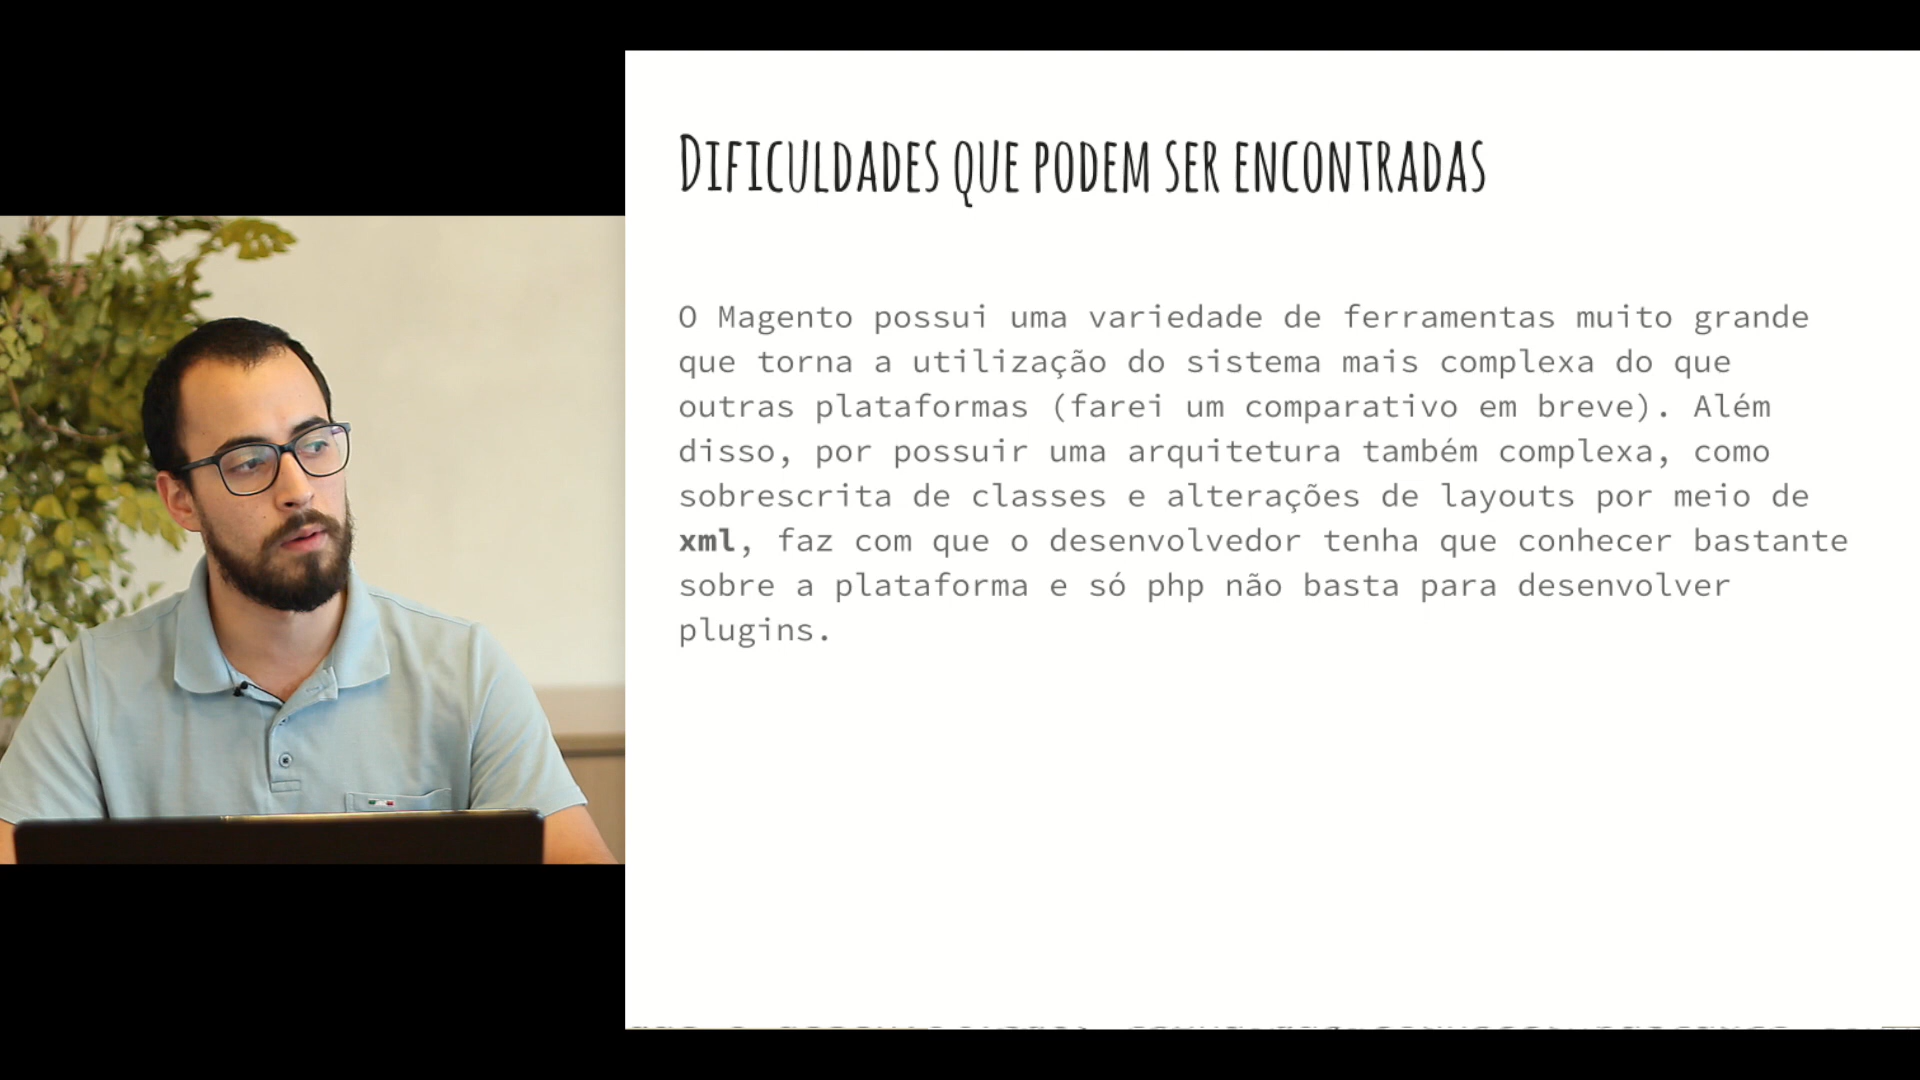 Dificuldades que podem ser encontradas
O Magento possui uma variedade de ferramentas muito grande
que torna a utilização do sistema mais complexa do que
outras plataformas (farei um comparativo em breve). Além
disso, por possuir uma arquitetura também complexa, como
sobrescrita de classes e alterações de layouts por meio de
xml, faz com que o desenvolvedor tenha que conhecer bastante
sobre a plataforma e só php não basta para desenvolver
plugins.